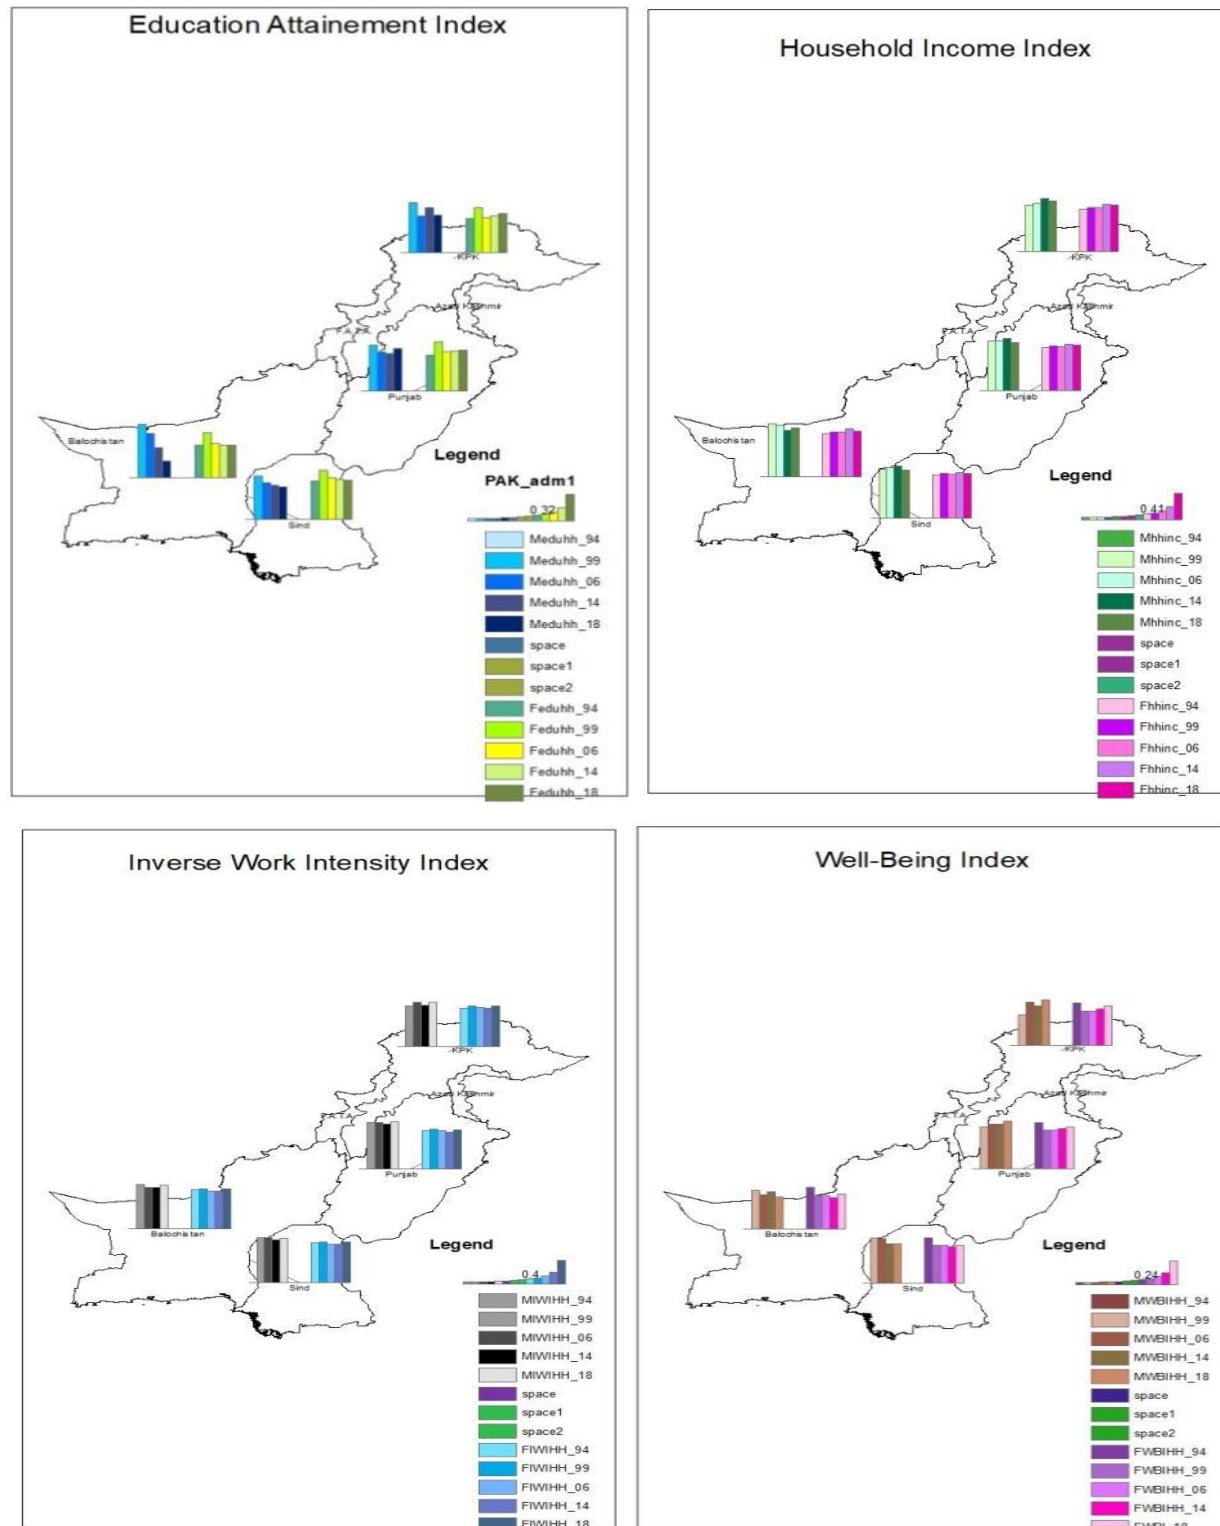 Education Attainement Index
-KPK
Azad Kashmir
F.A.T.A.
Punjab
Balochistan
Sind
Legend
PAK_adm1
0.32
Meduhh_94
Meduhh_99
Meduhh_06
Meduhh_14
Meduhh_18
space
space1
space2
Feduhh_94
Feduhh_99
Feduhh_06
Feduhh_14
Feduhh_18
Household Income Index
-KPK
Azad Kashmir
F.A.T.A.
Punjab
Balochistan
Sind
Legend
0.41
Mhhinc_94
Mhhinc_99
Mhhinc_06
Mhhinc_14
Mhhinc_18
space
space1
space2
Fhhinc_94
Fhhinc_99
Fhhinc_06
Fhhinc_14
Fhhinc_18
Inverse Work Intensity Index
-KPK
Azad Kashmir
F.A.T.A.
Punjab
Balochistan
Sind
Legend
0.4
MIWIHH_94
MIWIHH_99
MIWIHH_06
MIWIHH_14
MIWIHH_18
space
space1
space2
FIWIHH_94
FIWIHH_99
FIWIHH_06
FIWIHH_14
FIWIHH_18
Well-Being Index
-KPK
Azad Kashmir
F.A.T.A.
Punjab
Balochistan
Sind
Legend
0.24
MWBIHH_94
MWBIHH_99
MWBIHH_06
MWBIHH_14
MWBIHH_18
space
space1
space2
FWBIHH_94
FWBIHH_99
FWBIHH_06
FWBIHH_14